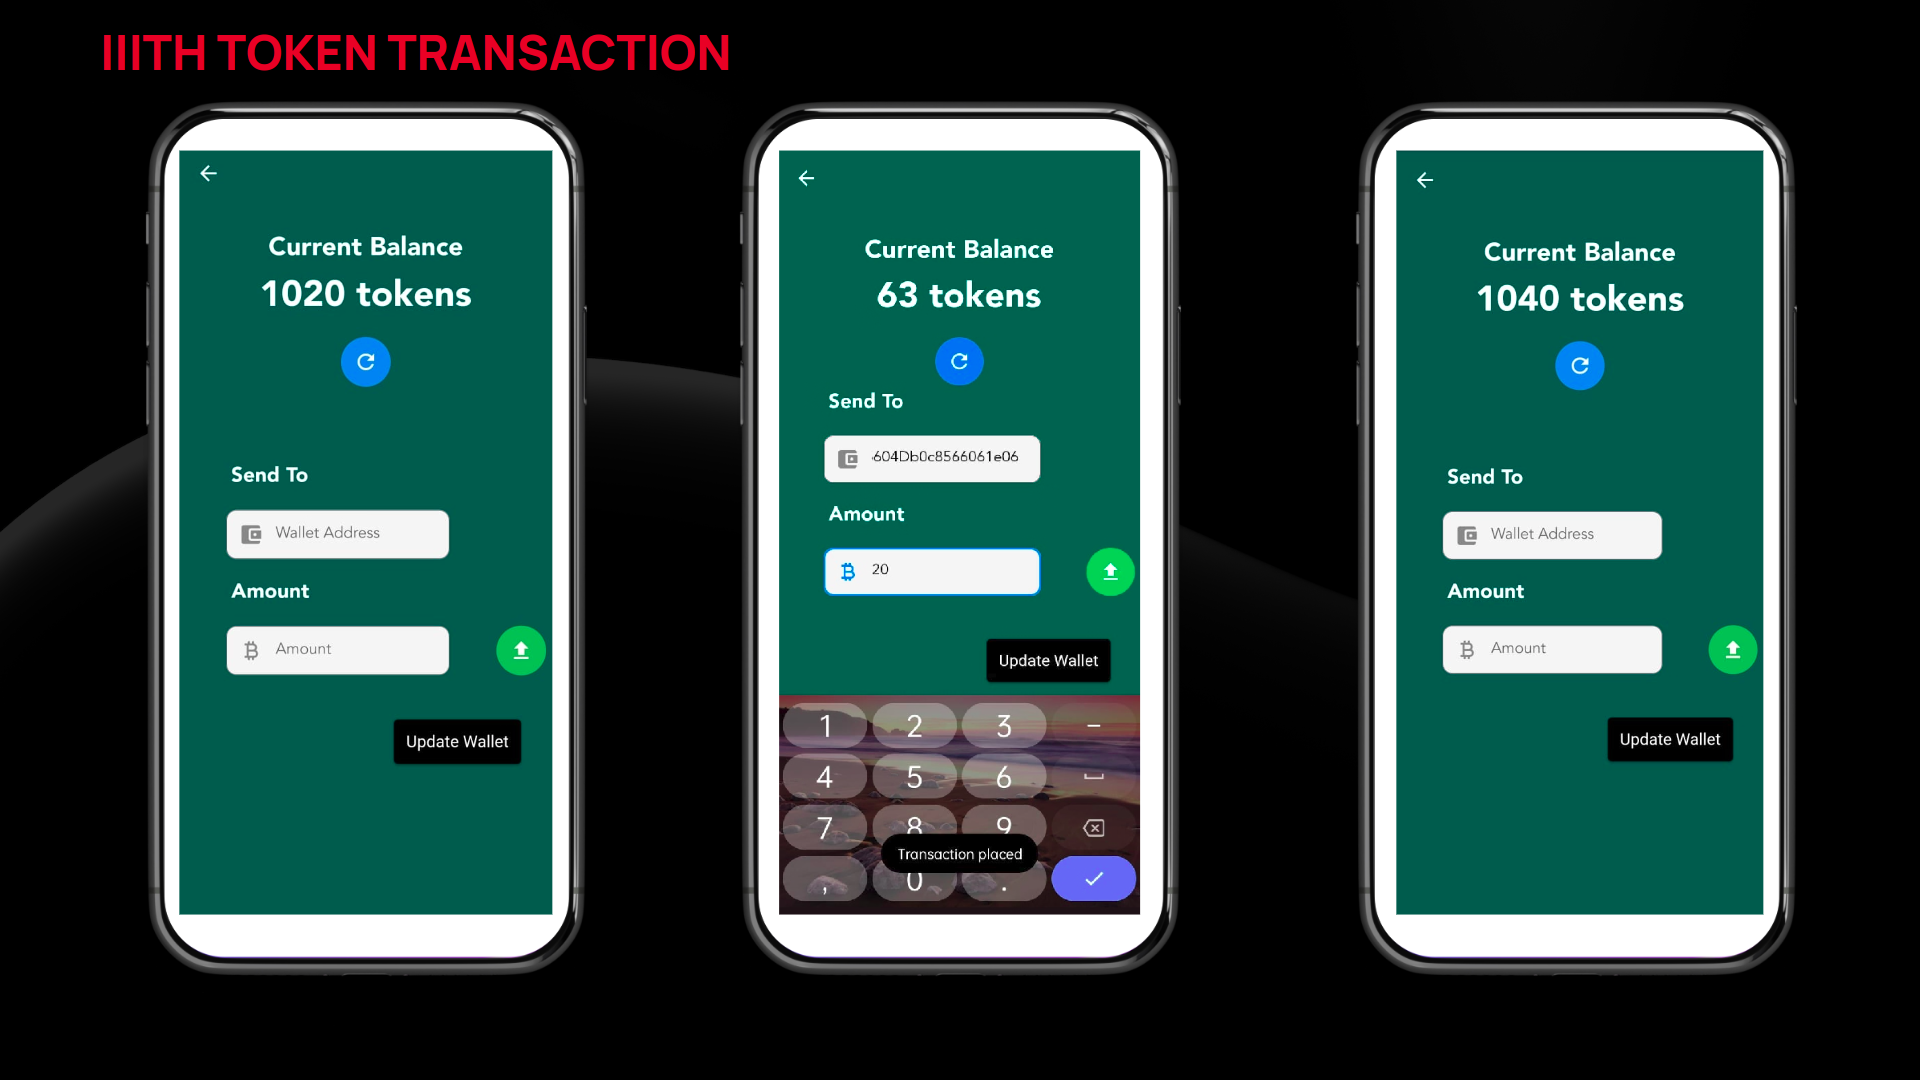 IIITH TOKEN TRANSACTION
Current Balance
1020 tokens
Send To
Wallet Address
Amount
Amount
Update Wallet
Current Balance
63 tokens
Send To
604Db0c8566061e06
Amount
20
Update Wallet
1 2 3 -
4 5 6
7 8 9
Transaction placed
, 0 .
Current Balance
1040 tokens
Send To
Wallet Address
Amount
Amount
Update Wallet